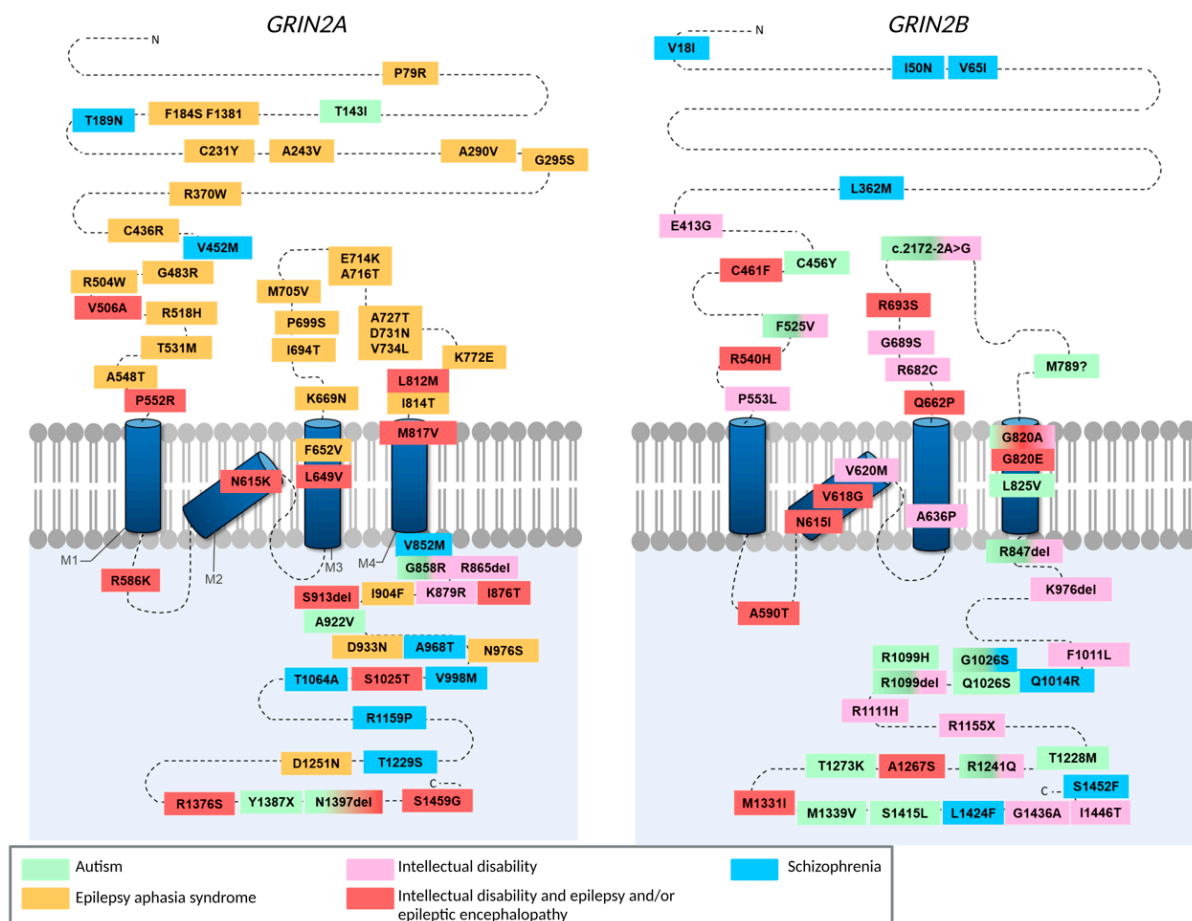 GRIN2A
N
P79R
T189N
F184S F1381
T143I
C231Y
A243V
A290V
G295S
R370W
C436R
V452M
G483R
R504W
V506A
R518H
T531M
A548T
P552R
E714K
A716T
M705V
P699S
I694T
K669N
A727T
D731N
V734L
K772E
L812M
I814T
M817V
F652V
L649V
N615K
M1
M2
M3
M4
R586K
V852M
G858R
R865del
S913del
I904F
K879R
I876T
A922V
D933N
A968T
N976S
T1064A
S1025T
V998M
R1159P
D1251N
T1229S
C
R1376S
Y1387X
N1397del
S1459G
GRIN2B
N
V18I
I50N
V65I
L362M
E413G
C461F
C456Y
c.2172-2A>G
F525V
R693S
R540H
G689S
R682C
M789?
P553L
Q662P
G820A
G820E
L825V
V620M
V618G
N615I
A636P
R847del
A590T
K976del
R1099H
G1026S
F1011L
R1099del
Q1026S
Q1014R
R1111H
R1155X
T1228M
T1273K
A1267S
R1241Q
C
S1452F
M1331I
M1339V
S1415L
L1424F
G1436A
I1446T
Autism
Epilepsy aphasia syndrome
Intellectual disability
Intellectual disability and epilepsy and/or
epileptic encephalopathy
Schizophrenia